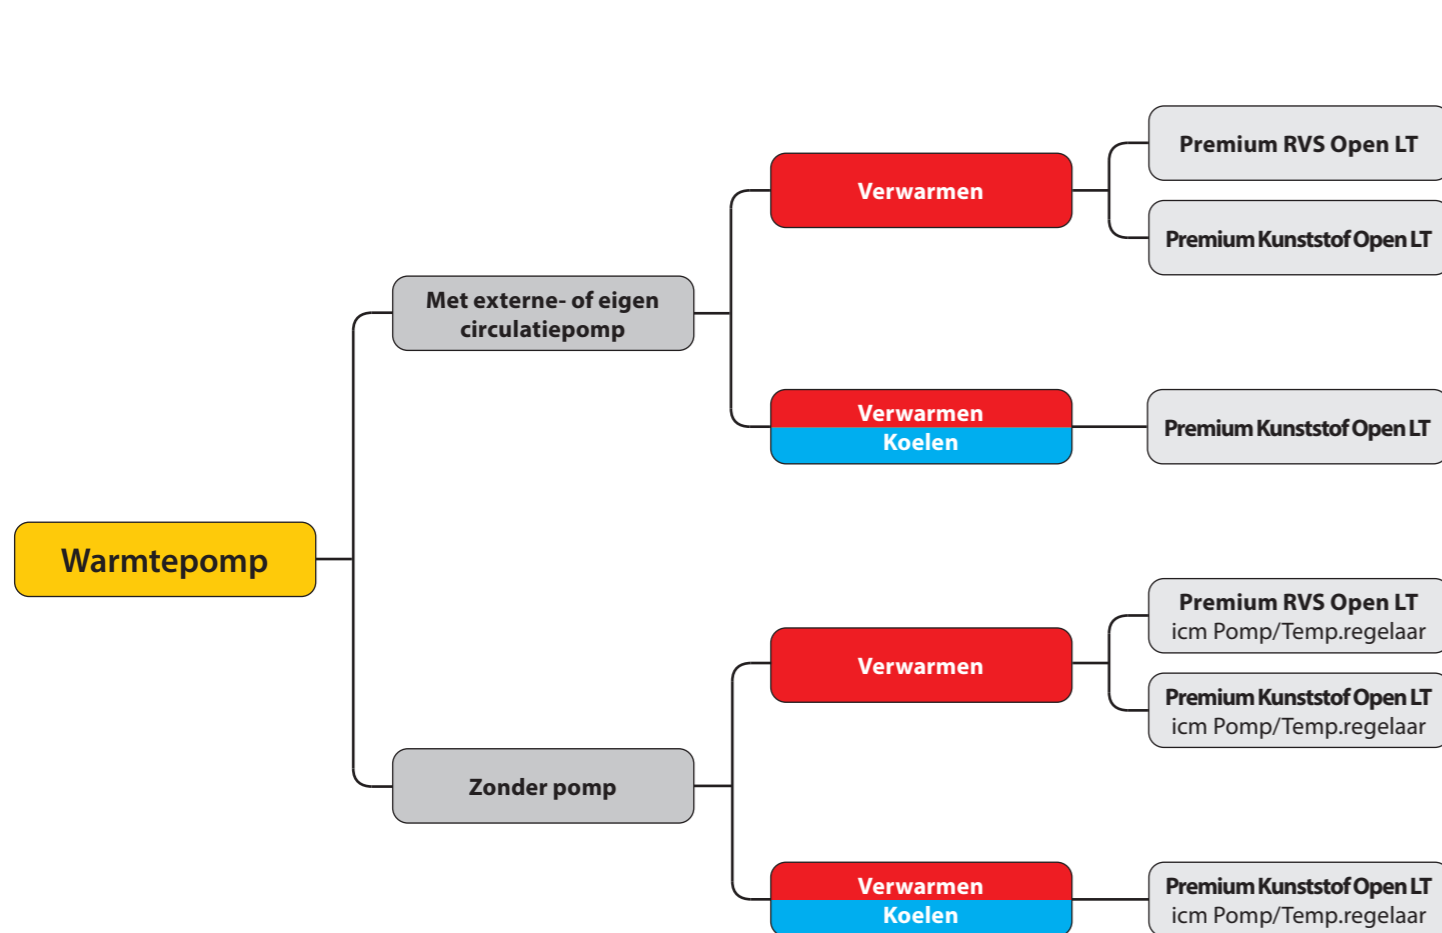 Premium RVS Open LT
Verwarmen
Premium Kunststof Open LT
Met externe- of eigen
circulatiepomp
Verwarmen
Koelen
Premium Kunststof Open LT
Warmtepomp
Premium RVS Open LT
icm Pomp/Temp.regelaar
Verwarmen
Premium Kunststof Open LT
icm Pomp/Temp.regelaar
Zonder pomp
Verwarmen
Koelen
Premium Kunststof Open LT
icm Pomp/Temp.regelaar